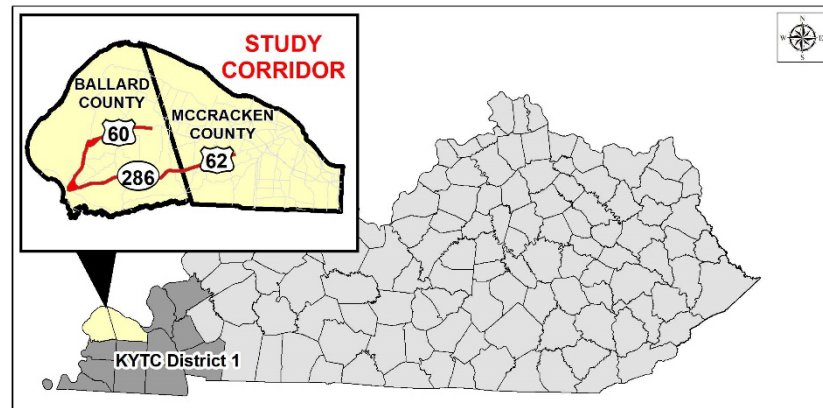 STUDY
CORRIDOR
BALLARD
COUNTY
MCCRACKEN
COUNTY
60
62
286
KYTC District 1
N
W E
S